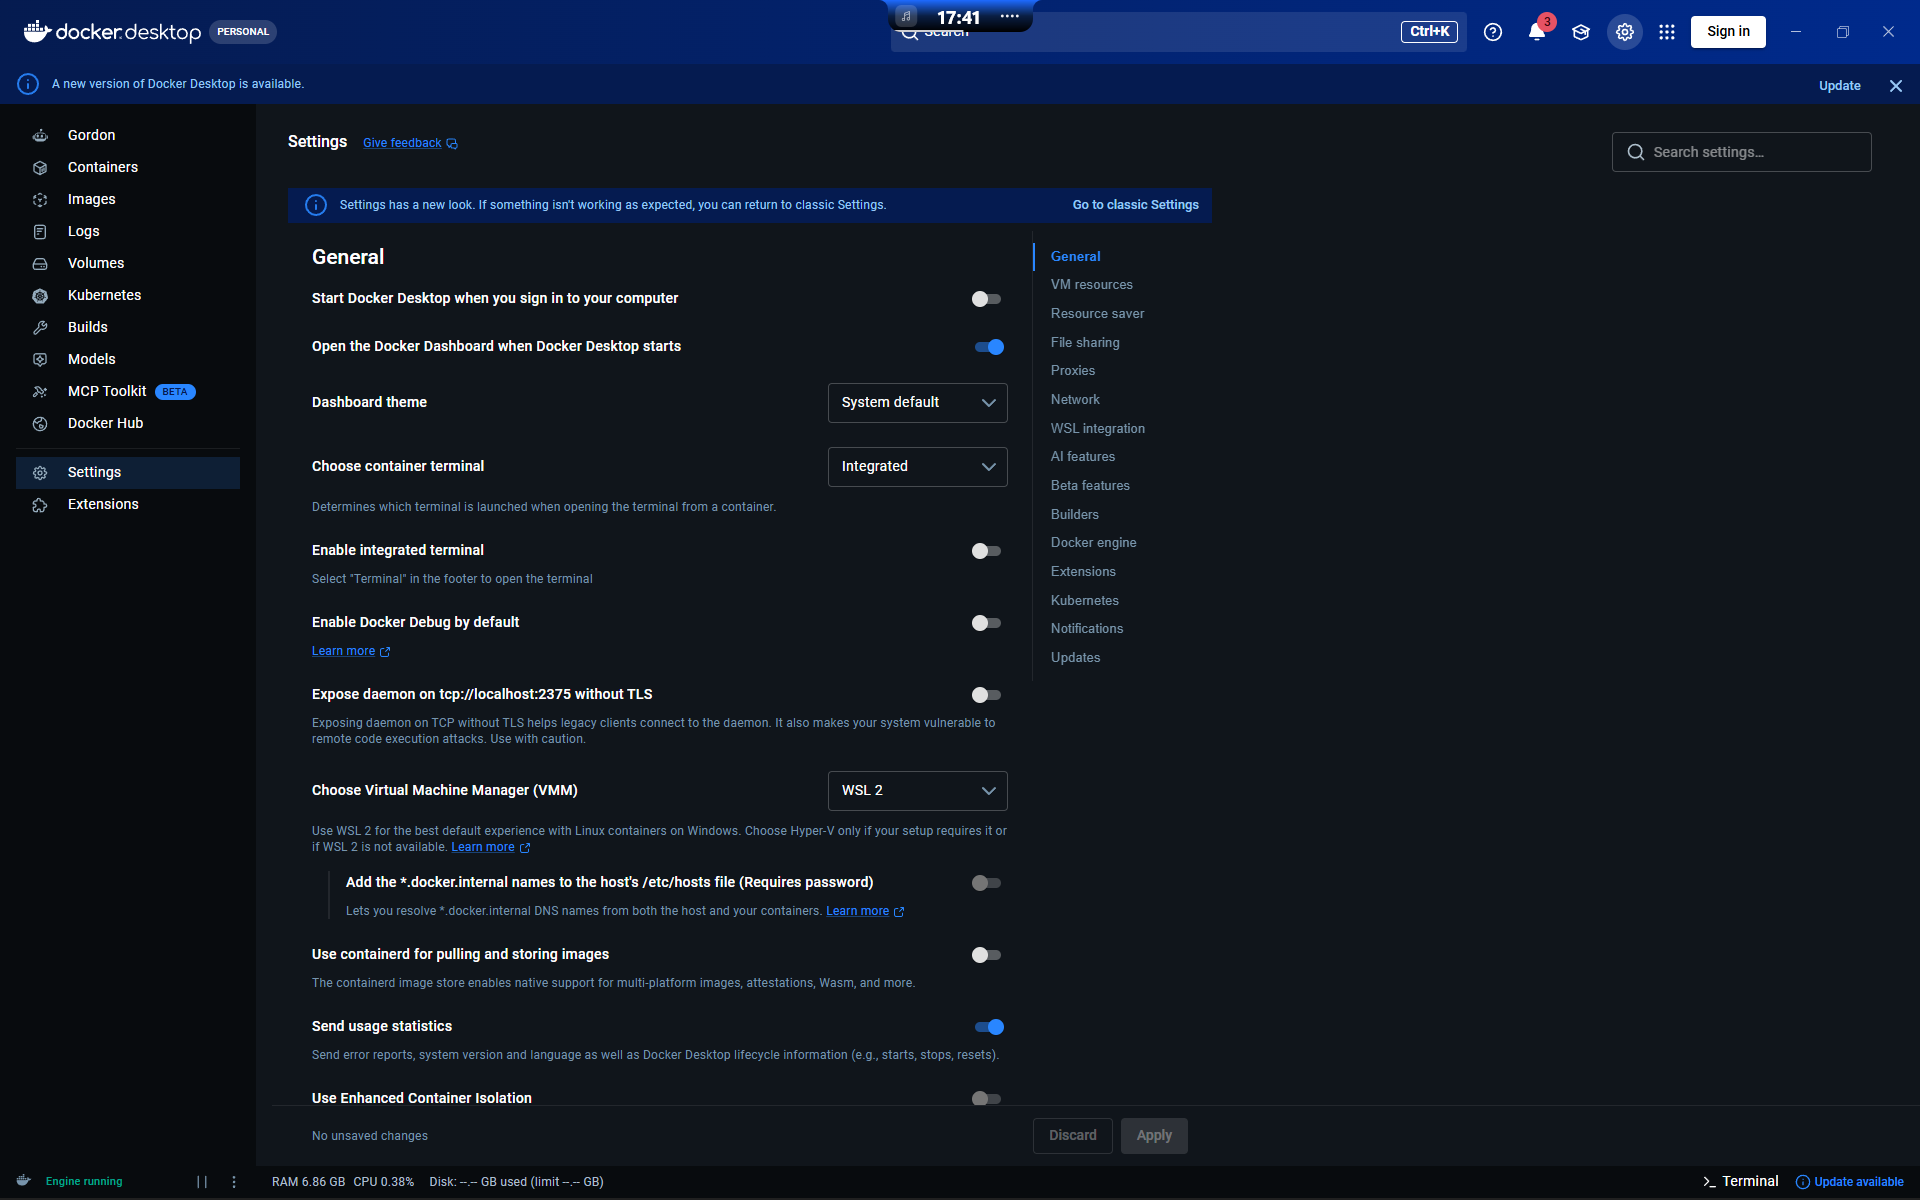 docker.desktop PERSONAL
17:41
Search
Ctrl+K
3
Sign in
A new version of Docker Desktop is available.
Update
Gordon
Containers
Images
Logs
Volumes
Kubernetes
Builds
Models
MCP Toolkit BETA
Docker Hub
Settings
Extensions
Settings Give feedback
Search settings...
Settings has a new look. If something isn't working as expected, you can return to classic Settings.
Go to classic Settings
General
Start Docker Desktop when you sign in to your computer
Open the Docker Dashboard when Docker Desktop starts
Dashboard theme
System default
Choose container terminal
Integrated
Determines which terminal is launched when opening the terminal from a container.
Enable integrated terminal
Select "Terminal" in the footer to open the terminal
Enable Docker Debug by default
Learn more
Expose daemon on tcp://localhost:2375 without TLS
Exposing daemon on TCP without TLS helps legacy clients connect to the daemon. It also makes your system vulnerable to
remote code execution attacks. Use with caution.
Choose Virtual Machine Manager (VMM)
WSL 2
Use WSL 2 for the best default experience with Linux containers on Windows. Choose Hyper-V only if your setup requires it or
if WSL 2 is not available. Learn more
Add the *.docker.internal names to the host's /etc/hosts file (Requires password)
Lets you resolve *.docker.internal DNS names from both the host and your containers. Learn more
Use containerd for pulling and storing images
The containerd image store enables native support for multi-platform images, attestations, Wasm, and more.
Send usage statistics
Send error reports, system version and language as well as Docker Desktop lifecycle information (e.g., starts, stops, resets).
Use Enhanced Container Isolation
General
VM resources
Resource saver
File sharing
Proxies
Network
WSL integration
AI features
Beta features
Builders
Docker engine
Extensions
Kubernetes
Notifications
Updates
No unsaved changes
Discard
Apply
Engine running
RAM 6.86 GB CPU 0.38% Disk: --.-- GB used (limit --.-- GB)
Terminal
Update available